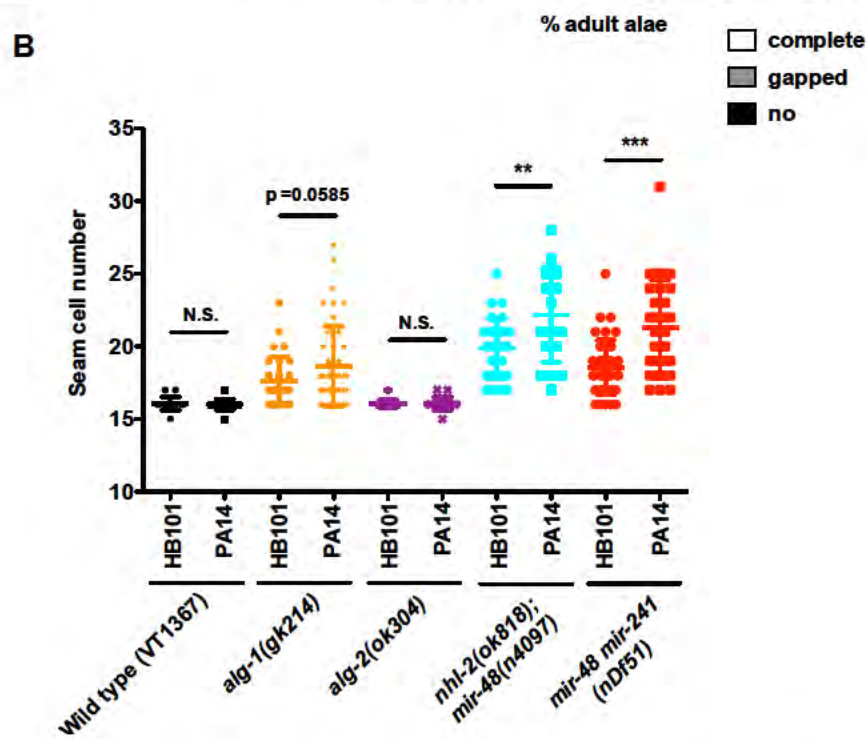 % adult alae
B
complete
gapped
no
35
30
25
20
15
10
Seam cell number
N.S.
p =0.0585
N.S.
**
***
HB101
PA14
HB101
PA14
HB101
PA14
HB101
PA14
HB101
PA14
Wild type (VT1367)
alg-1(gk214)
alg-2(ok304)
nhl-2(ok818);
mir-48(n4097)
mir-48 mir-241
(nDf51)